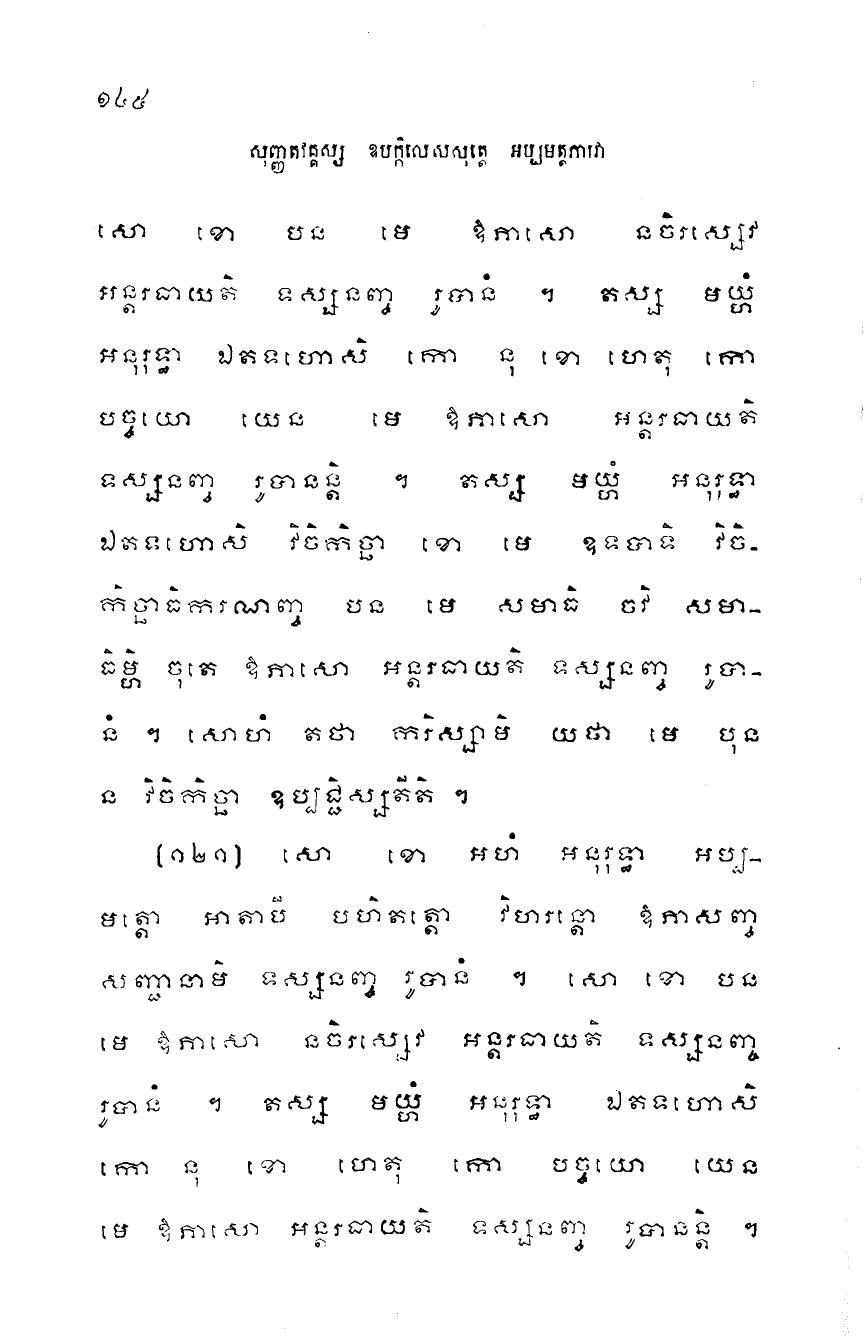 ១៤៥
សុញ្ញតវគ្គស្ស ឧបក្កិលេសសុត្តេ អប្បមត្តភាវោ
សោ ខោ បន មេ ឱភាសោ នចិរស្សេវ
អន្តរធាយតិ ទស្សនញ្ច រូបានំ ។ តស្ស មយ្ហំ
អនុរុទ្ធា ឯតទហោសិ កោ នុ ខោ ហេតុ កោ
បច្ចយោ យេន មេ ឱភាសោ អន្តរធាយតិ
ទស្សនញ្ច រូបានន្តិ ។ តស្ស មយ្ហំ អនុរុទ្ធា
ឯតទហោសិ វិចិកិច្ឆា ខោ មេ ឧទបាទិ វិចិ-
កិច្ឆាធិករណញ្ច បន មេ សមាធិ ចវិ សមា-
ធិម្ហិ ចុតេ ឱភាសោ អន្តរធាយតិ ទស្សនញ្ច រូបា-
នំ ។ សោហំ តថា ករិស្សាមិ យថា មេ បុន
ន វិចិកិច្ឆា ឧប្បជ្ជិស្សតីតិ ។
(១២១) សោ ខោ អហំ អនុរុទ្ធា អប្ប-
មត្តោ អាតាបី បហិតត្តោ វិហរន្តោ ឱភាសញ្ច
សញ្ជានាមិ ទស្សនញ្ច រូបានំ ។ សោ ខោ បន
មេ ឱភាសោ នចិរស្សេវ អន្តរធាយតិ ទស្សនញ្ច
រូបានំ ។ តស្ស មយ្ហំ អនុរុទ្ធា ឯតទហោសិ
កោ នុ ខោ ហេតុ កោ បច្ចយោ យេន
មេ ឱភាសោ អន្តរធាយតិ ទស្សនញ្ច រូបានន្តិ ។